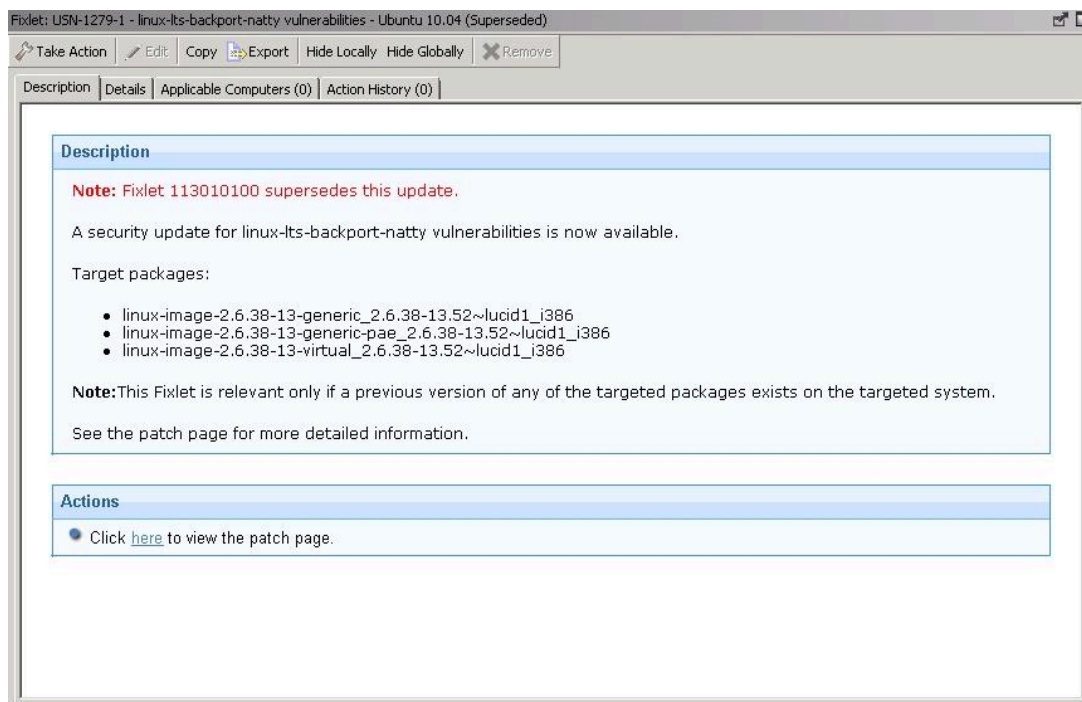 Fixlet: USN-1279-1 - linux-lts-backport-natty vulnerabilities - Ubuntu 10.04 (Superseded)
Take Action Edit Copy Export Hide Locally Hide Globally Remove
Description Details Applicable Computers (0) Action History (0)
Description
Note: Fixlet 113010100 supersedes this update.
A security update for linux-lts-backport-natty vulnerabilities is now available.
Target packages:
• linux-image-2.6.38-13-generic_2.6.38-13.52~lucid1_i386
• linux-image-2.6.38-13-generic-pae_2.6.38-13.52~lucid1_i386
• linux-image-2.6.38-13-virtual_2.6.38-13.52~lucid1_i386
Note:This Fixlet is relevant only if a previous version of any of the targeted packages exists on the targeted system.
See the patch page for more detailed information.
Actions
Click here to view the patch page.